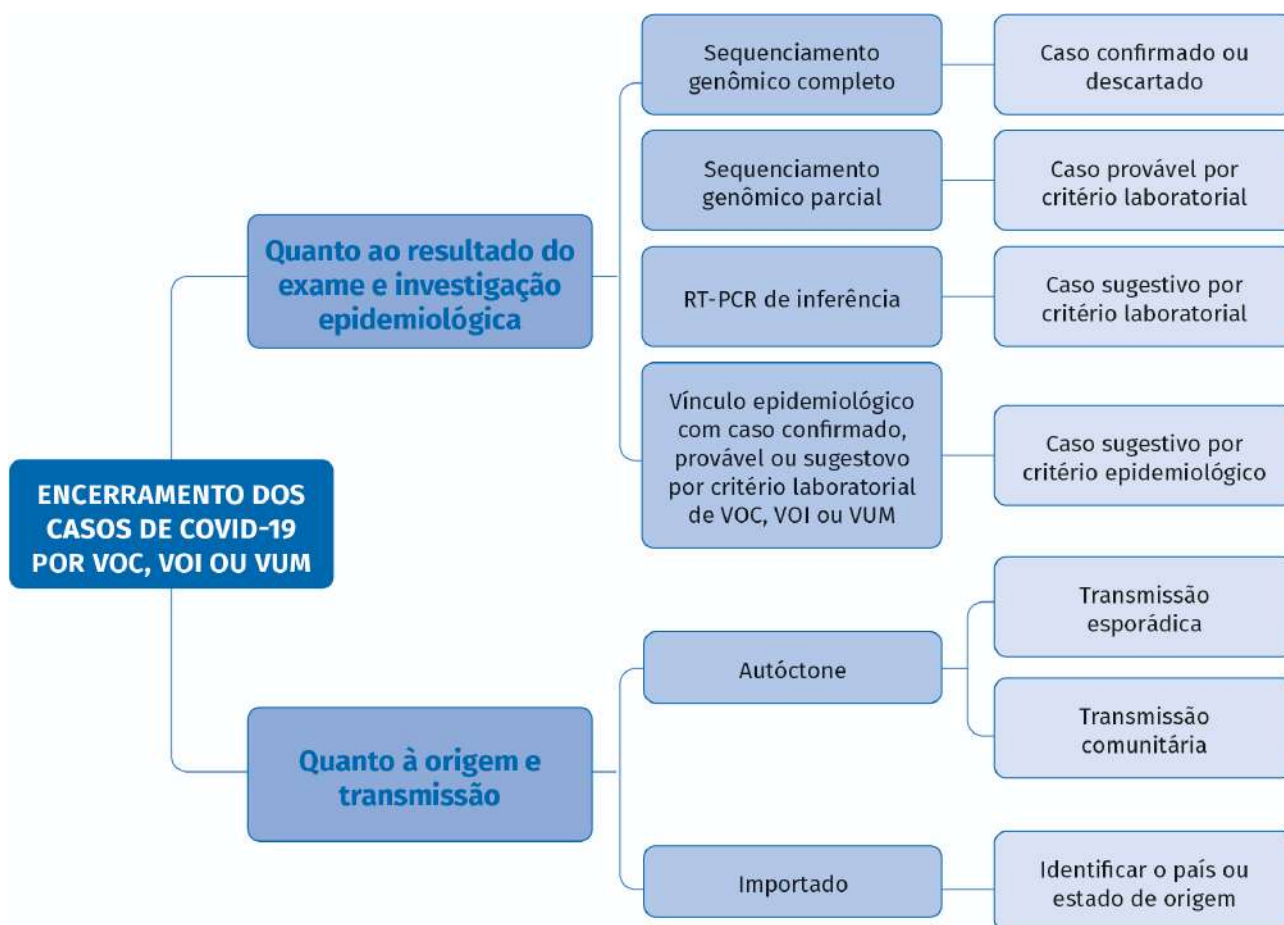 ENCERRAMENTO DOS
CASOS DE COVID-19
POR VOC, VOI OU VUM
Quanto ao resultado do
exame e investigação
epidemiológica
Sequenciamento
genômico completo
Caso confirmado ou
descartado
Sequenciamento
genômico parcial
Caso provável por
critério laboratorial
RT-PCR de inferência
Caso sugestivo por
critério laboratorial
Vínculo epidemiológico
com caso confirmado,
provável ou sugestovo
por critério laboratorial
de VOC, VOI ou VUM
Caso sugestivo por
critério epidemiológico
Quanto à origem e
transmissão
Autóctone
Transmissão
esporádica
Transmissão
comunitária
Importado
Identificar o país ou
estado de origem